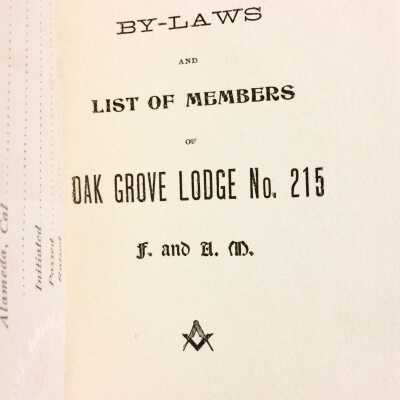 BY-LAWS
AND
LIST OF MEMBERS
OF
OAK GROVE LODGE No. 215
F. and A. M.
Alameda, Cal
Initiated
Passed
Raised